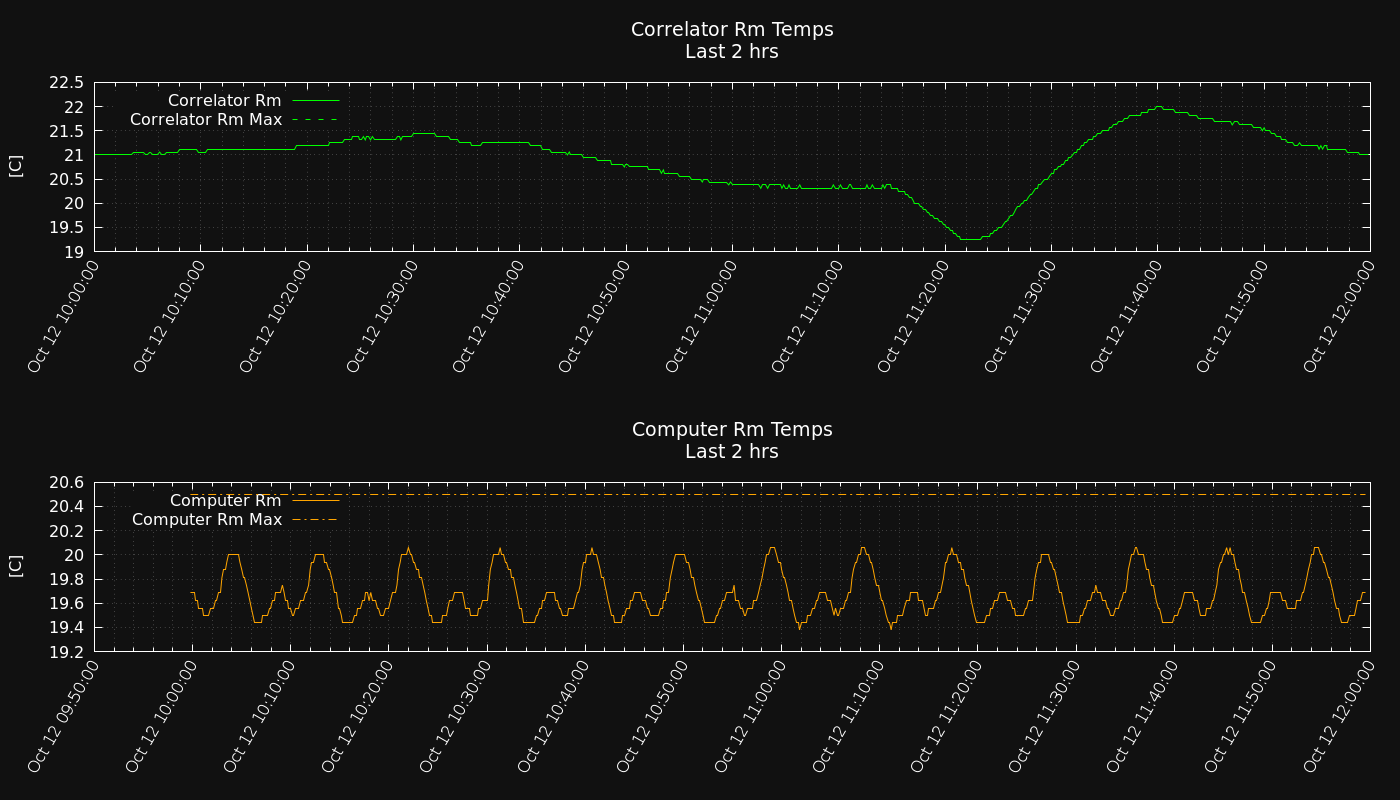 Correlator Rm Temps
Last 2 hrs
22.5
22
21.5
21
20.5
20
19.5
19
[C]
Correlator Rm
Correlator Rm Max
Oct 12 10:00:00
Oct 12 10:10:00
Oct 12 10:20:00
Oct 12 10:30:00
Oct 12 10:40:00
Oct 12 10:50:00
Oct 12 11:00:00
Oct 12 11:10:00
Oct 12 11:20:00
Oct 12 11:30:00
Oct 12 11:40:00
Oct 12 11:50:00
Oct 12 12:00:00
Computer Rm Temps
Last 2 hrs
20.6
20.4
20.2
20
19.8
19.6
19.4
19.2
[C]
Computer Rm
Computer Rm Max
Oct 12 09:50:00
Oct 12 10:00:00
Oct 12 10:10:00
Oct 12 10:20:00
Oct 12 10:30:00
Oct 12 10:40:00
Oct 12 10:50:00
Oct 12 11:00:00
Oct 12 11:10:00
Oct 12 11:20:00
Oct 12 11:30:00
Oct 12 11:40:00
Oct 12 11:50:00
Oct 12 12:00:00